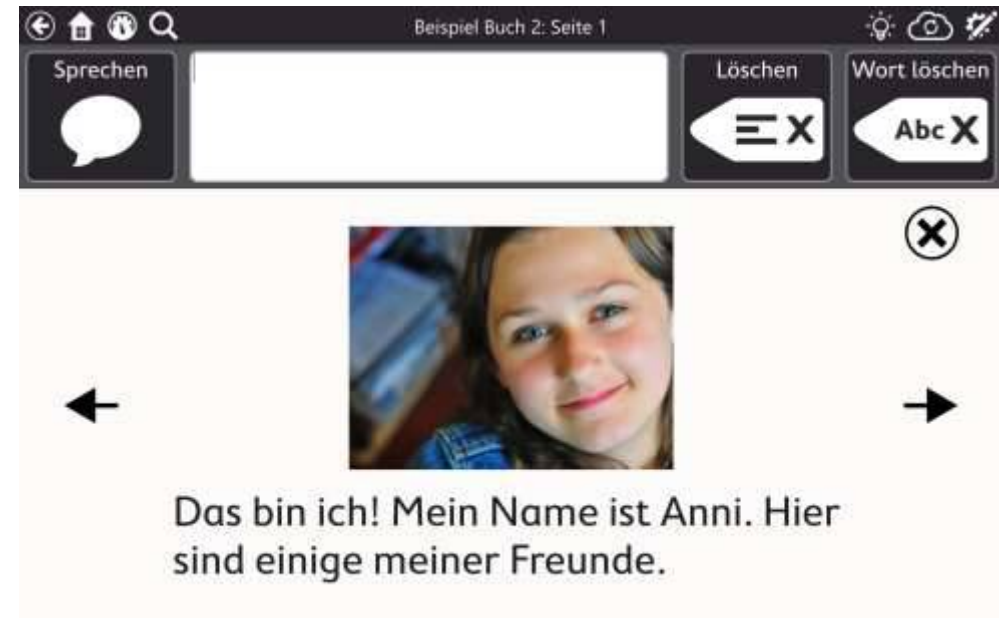 Beispiel Buch 2: Seite 1
Sprechen
Löschen
Wort löschen
Abc X
Das bin ich! Mein Name ist Anni. Hier
sind einige meiner Freunde.